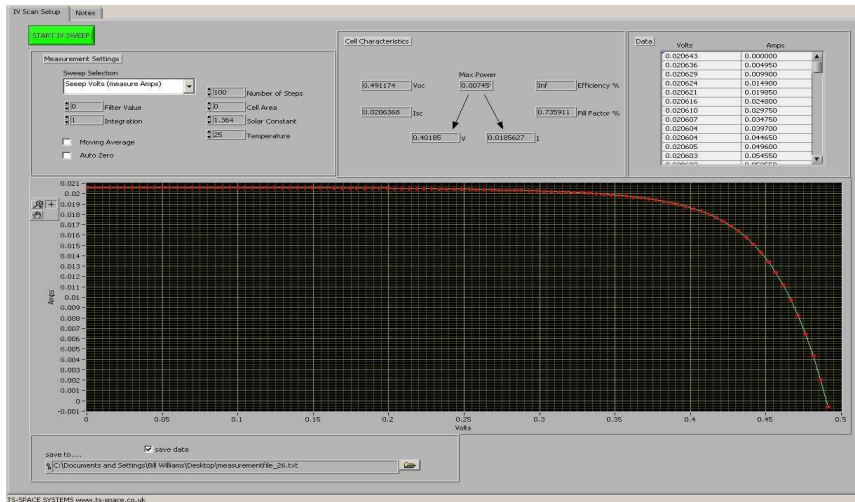 IV Scan Setup
Notes
START IV SWEEP
Measurement Settings
Sweep Selection
Seeep Volts (measure Amps)
0 Filter Value
1 Integration
Moving Average
Auto Zero
100 Number of Steps
0 Cell Area
1.364 Solar Constant
25 Temperature
Cell Characteristics
Max Power
0.491174 Voc
0.00745
Inf Efficiency %
0.0206368 Isc
0.735911 Fill Factor %
0.40185 V
0.0185627 I
Data
Volts Amps
0.020643 0.000000
0.020636 0.004950
0.020629 0.009900
0.020624 0.014900
0.020621 0.019850
0.020616 0.024800
0.020610 0.029750
0.020607 0.034750
0.020604 0.039700
0.020604 0.044650
0.020605 0.049600
0.020603 0.054550
0.021
0.02
0.019
0.018
0.017
0.016
0.015
0.014
0.013
0.012
0.011
0.01
0.009
0.008
0.007
0.006
0.005
0.004
0.003
0.002
0.001
0
-0.001
Amps
0 0.05 0.1 0.15 0.2 0.25 0.3 0.35 0.4 0.45 0.5
Volts
save data
save to....
C:\Documents and Settings\Bill Williams\Desktop\measurementfile_26.txt
TS-SPACE SYSTEMS www.ts-space.co.uk